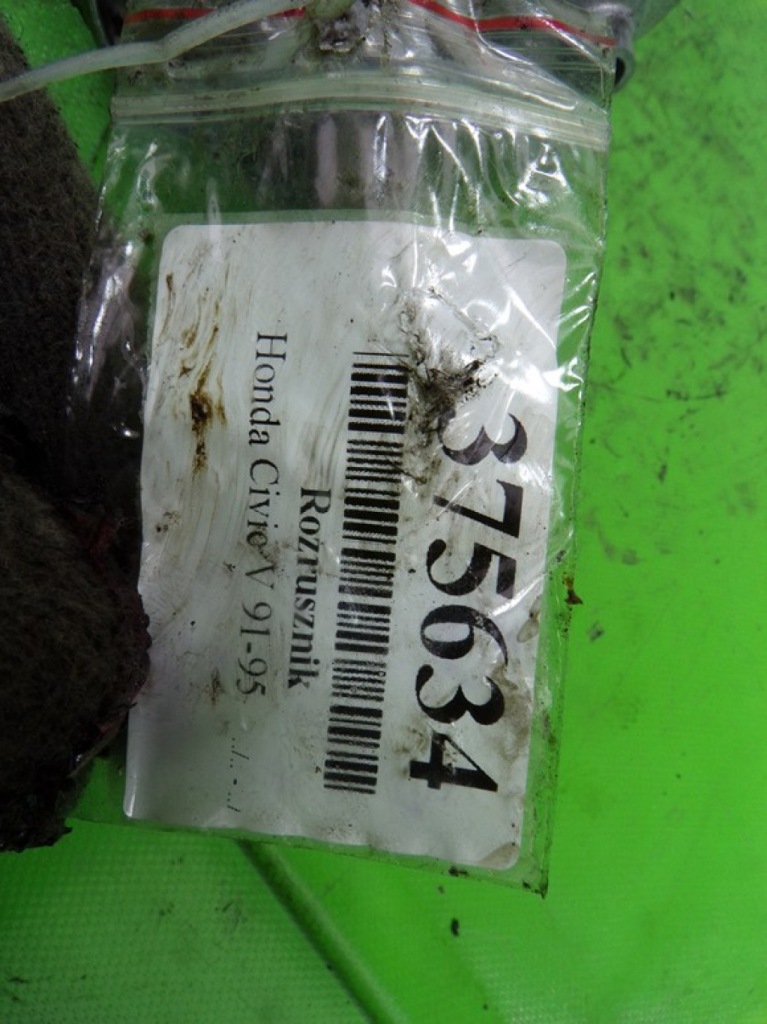 375634
Rozrusznik
Honda Civic V 91-95
../.. - ../